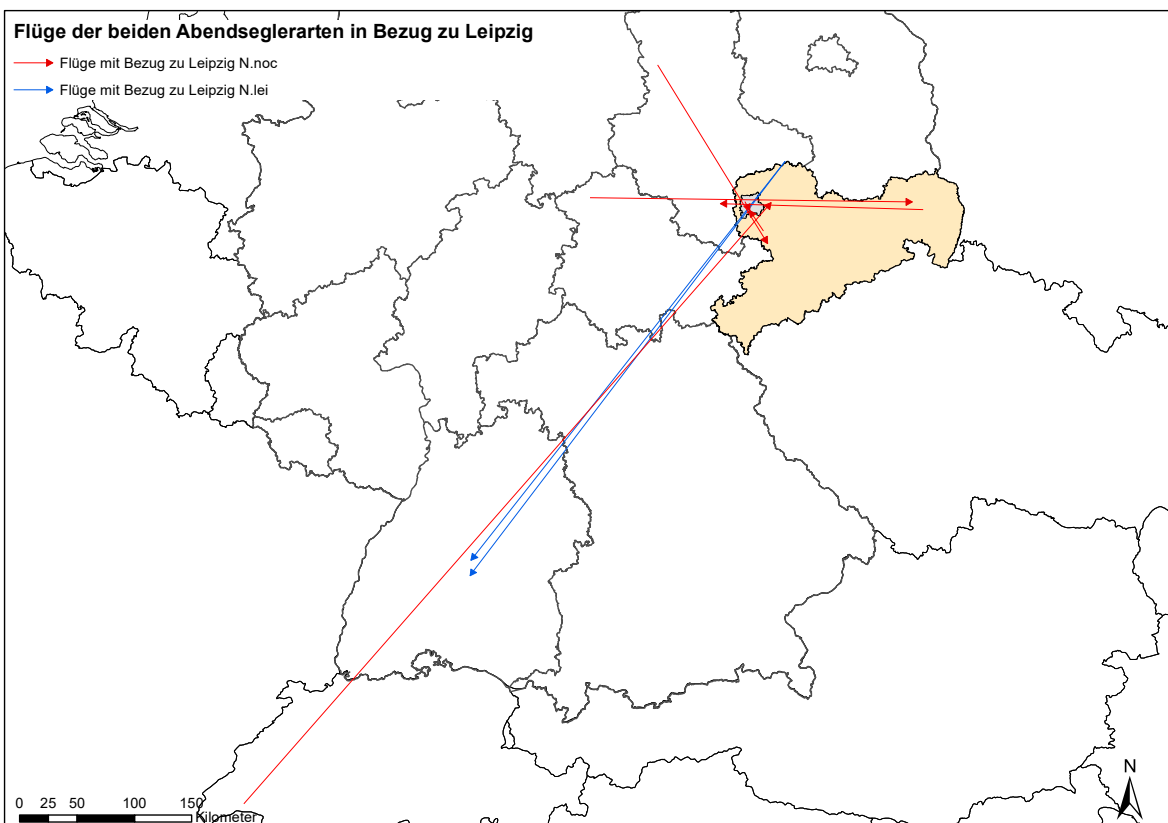 Flüge der beiden Abendseglerarten in Bezug zu Leipzig
Flüge mit Bezug zu Leipzig N.noc
Flüge mit Bezug zu Leipzig N.lei
N
0 25 50 100 150
Kilometer